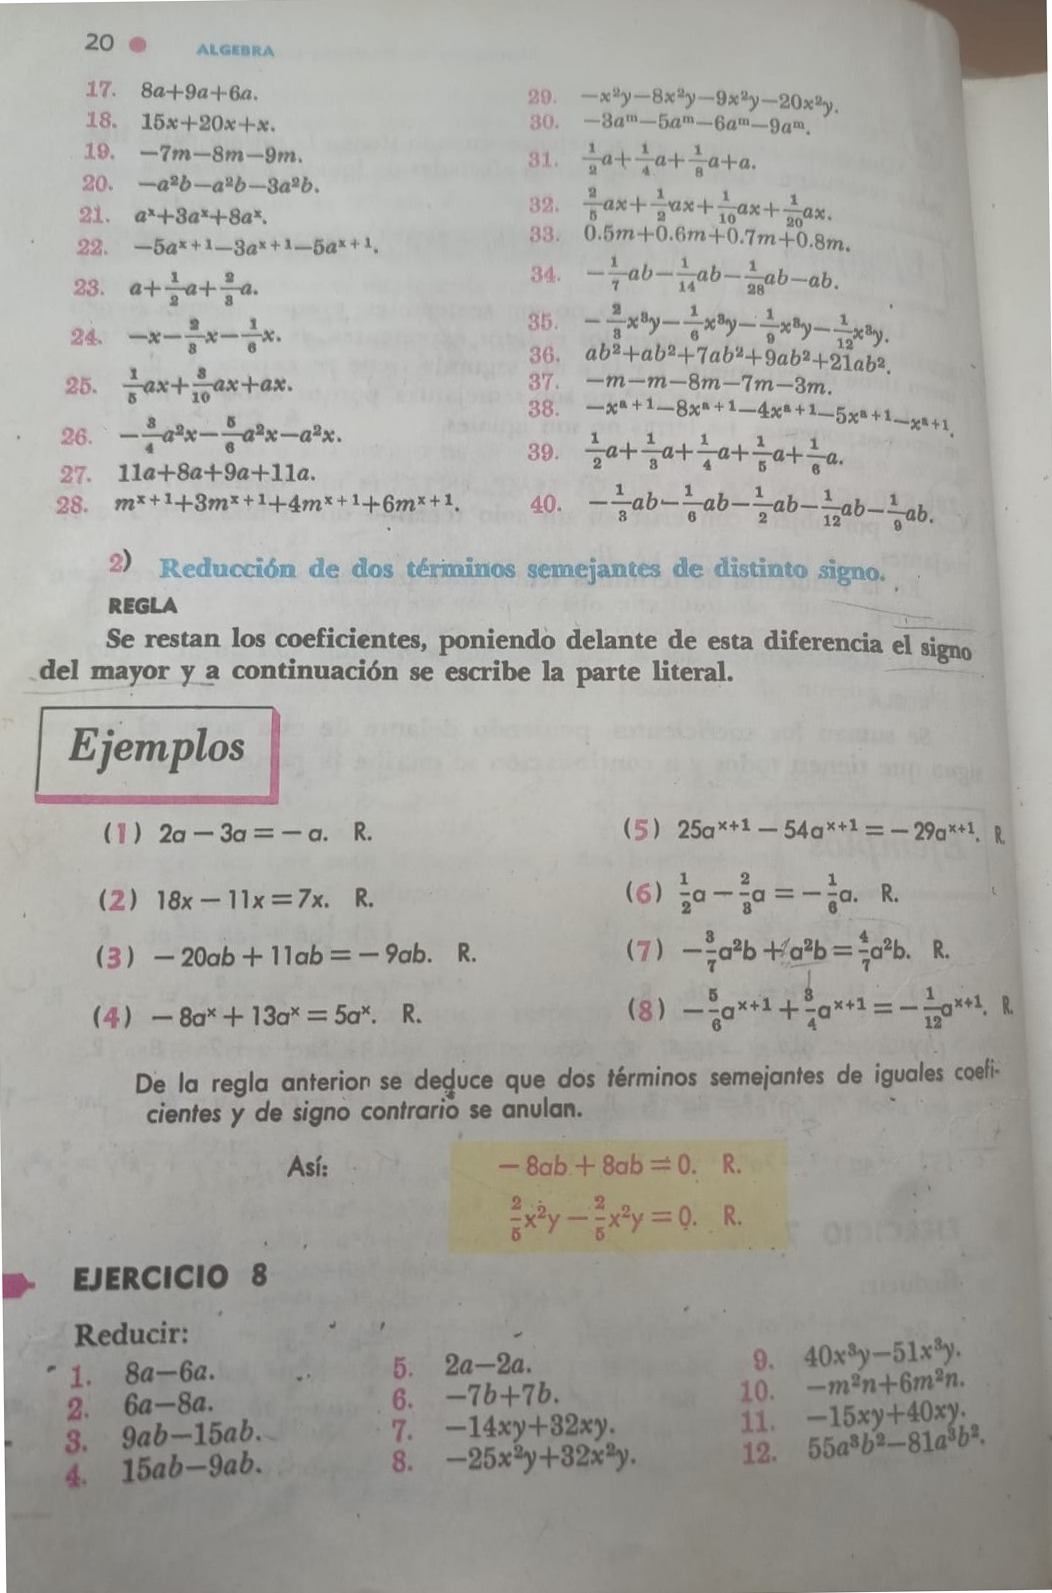 20 ● ALGEBRA
17. 8a+9a+6a.
18. 15x+20x+x.
19. −7m−8m−9m.
20. −a²b−a²b−3a²b.
21. aˣ+3aˣ+8aˣ.
22. −5aˣ⁺¹−3aˣ⁺¹−5aˣ⁺¹.
23. a+1/2a+2/3a.
24. −x−2/3x−1/6x.
25. 1/5ax+3/10ax+ax.
26. −3/4a²x−5/6a²x−a²x.
27. 11a+8a+9a+11a.
28. mˣ⁺¹+3mˣ⁺¹+4mˣ⁺¹+6mˣ⁺¹.
29. −x²y−8x²y−9x²y−20x²y.
30. −3aᵐ−5aᵐ−6aᵐ−9aᵐ.
31. 1/2a+1/4a+1/8a+a.
32. 2/5ax+1/2ax+1/10ax+1/20ax.
33. 0.5m+0.6m+0.7m+0.8m.
34. −1/7ab−1/14ab−1/28ab−ab.
35. −2/3x³y−1/6x³y−1/9x³y−1/12x³y.
36. ab²+ab²+7ab²+9ab²+21ab².
37. −m−m−8m−7m−3m.
38. −xᵃ⁺¹−8xᵃ⁺¹−4xᵃ⁺¹−5xᵃ⁺¹−xᵃ⁺¹.
39. 1/2a+1/3a+1/4a+1/5a+1/6a.
40. −1/3ab−1/6ab−1/2ab−1/12ab−1/9ab.
2) Reducción de dos términos semejantes de distinto signo.
REGLA
Se restan los coeficientes, poniendo delante de esta diferencia el signo
del mayor y a continuación se escribe la parte literal.
Ejemplos
(1) 2a − 3a = − a. R.
(2) 18x − 11x = 7x. R.
(3) − 20ab + 11ab = − 9ab. R.
(4) − 8aˣ + 13aˣ = 5aˣ. R.
(5) 25aˣ⁺¹ − 54aˣ⁺¹ = − 29aˣ⁺¹. R.
(6) 1/2a − 2/3a = − 1/6a. R.
(7) − 3/7a²b + a²b = 4/7a²b. R.
(8) − 5/6aˣ⁺¹ + 3/4aˣ⁺¹ = − 1/12aˣ⁺¹. R.
De la regla anterior se deduce que dos términos semejantes de iguales coefi-
cientes y de signo contrario se anulan.
Así: − 8ab + 8ab = 0. R.
2/5x²y − 2/5x²y = 0. R.
EJERCICIO 8
Reducir:
1. 8a−6a.
2. 6a−8a.
3. 9ab−15ab.
4. 15ab−9ab.
5. 2a−2a.
6. −7b+7b.
7. −14xy+32xy.
8. −25x²y+32x²y.
9. 40x³y−51x³y.
10. −m²n+6m²n.
11. −15xy+40xy.
12. 55a³b²−81a³b².